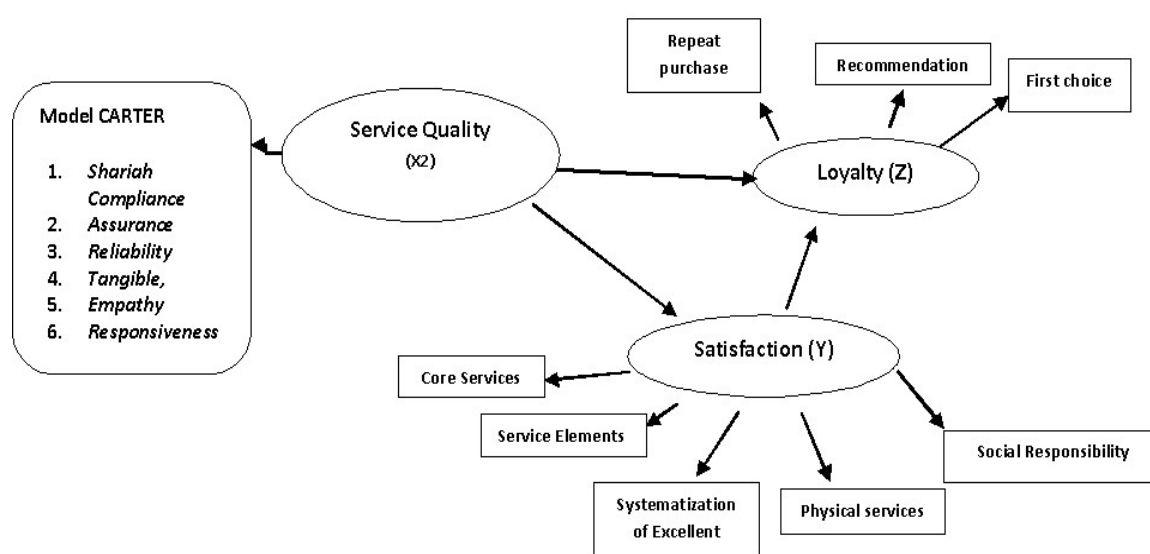 Repeat
purchase
Recommendation
First choice
Model CARTER
1. Shariah
Compliance
2. Assurance
3. Reliability
4. Tangible,
5. Empathy
6. Responsiveness
Service Quality
(X2)
Loyalty (Z)
Satisfaction (Y)
Core Services
Service Elements
Systematization
of Excellent
Physical services
Social Responsibility